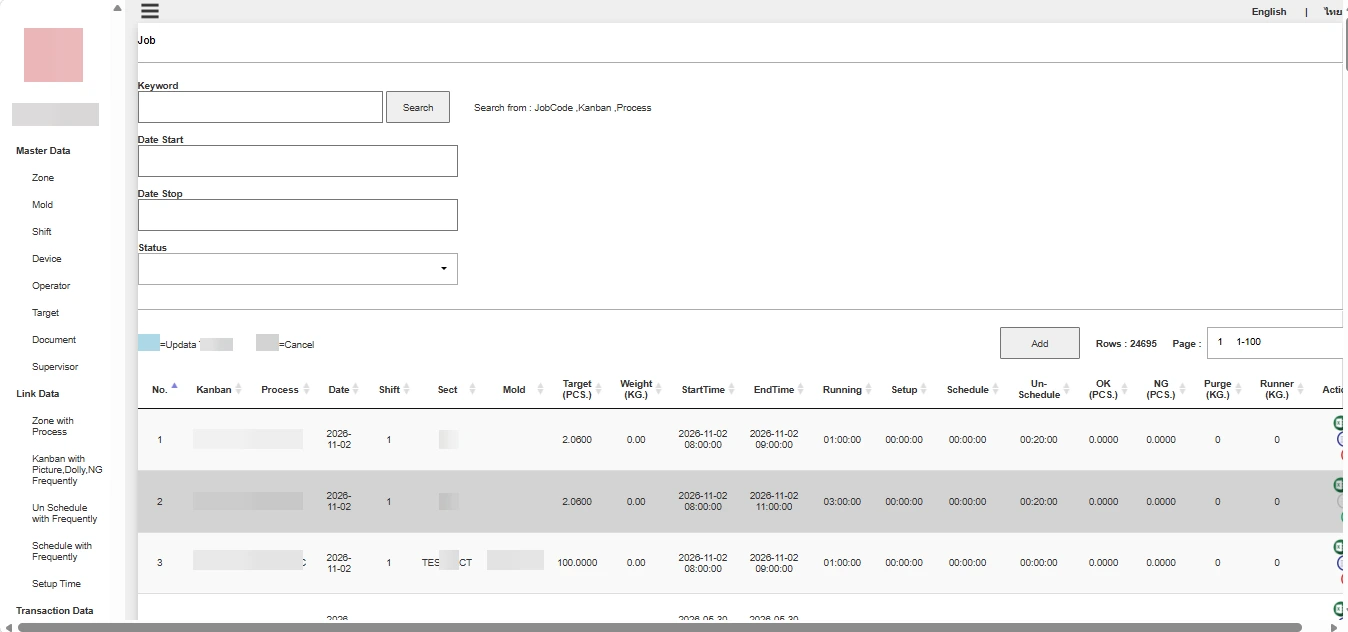 English | ไทย
Job
Keyword
Search Search from : JobCode ,Kanban ,Process
Date Start
Date Stop
Status
=Updata =Cancel
Add Rows : 24695 Page : 1 1-100
Master Data
Zone
Mold
Shift
Device
Operator
Target
Document
Supervisor
Link Data
Zone with
Process
Kanban with
Picture,Dolly,NG
Frequently
Un Schedule
with Frequently
Schedule with
Frequently
Setup Time
Transaction Data
No. Kanban Process Date Shift Sect Mold Target (PCS.) Weight (KG.) StartTime EndTime Running Setup Schedule Un-Schedule OK (PCS.) NG (PCS.) Purge (KG.) Runner (KG.)
1 2026-11-02 1 2.0600 0.00 2026-11-02 08:00:00 2026-11-02 09:00:00 01:00:00 00:00:00 00:00:00 00:20:00 0.0000 0.0000 0 0
2 2026-11-02 1 2.0600 0.00 2026-11-02 08:00:00 2026-11-02 11:00:00 03:00:00 00:00:00 00:00:00 00:20:00 0.0000 0.0000 0 0
3 2026-11-02 1 TES CT 100.0000 0.00 2026-11-02 08:00:00 2026-11-02 09:00:00 01:00:00 00:00:00 00:00:00 00:00:00 0.0000 0.0000 0 0